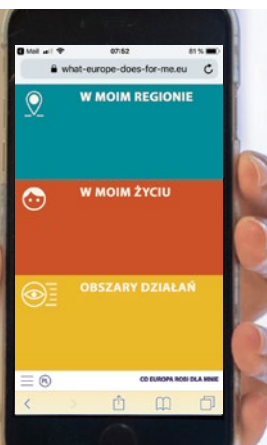 Mail 07:52 81 %
what-europe-does-for-me.eu
W MOIM REGIONIE
W MOIM ŻYCIU
OBSZARY DZIAŁAŃ
PL CO EUROPA ROBI DLA MNIE